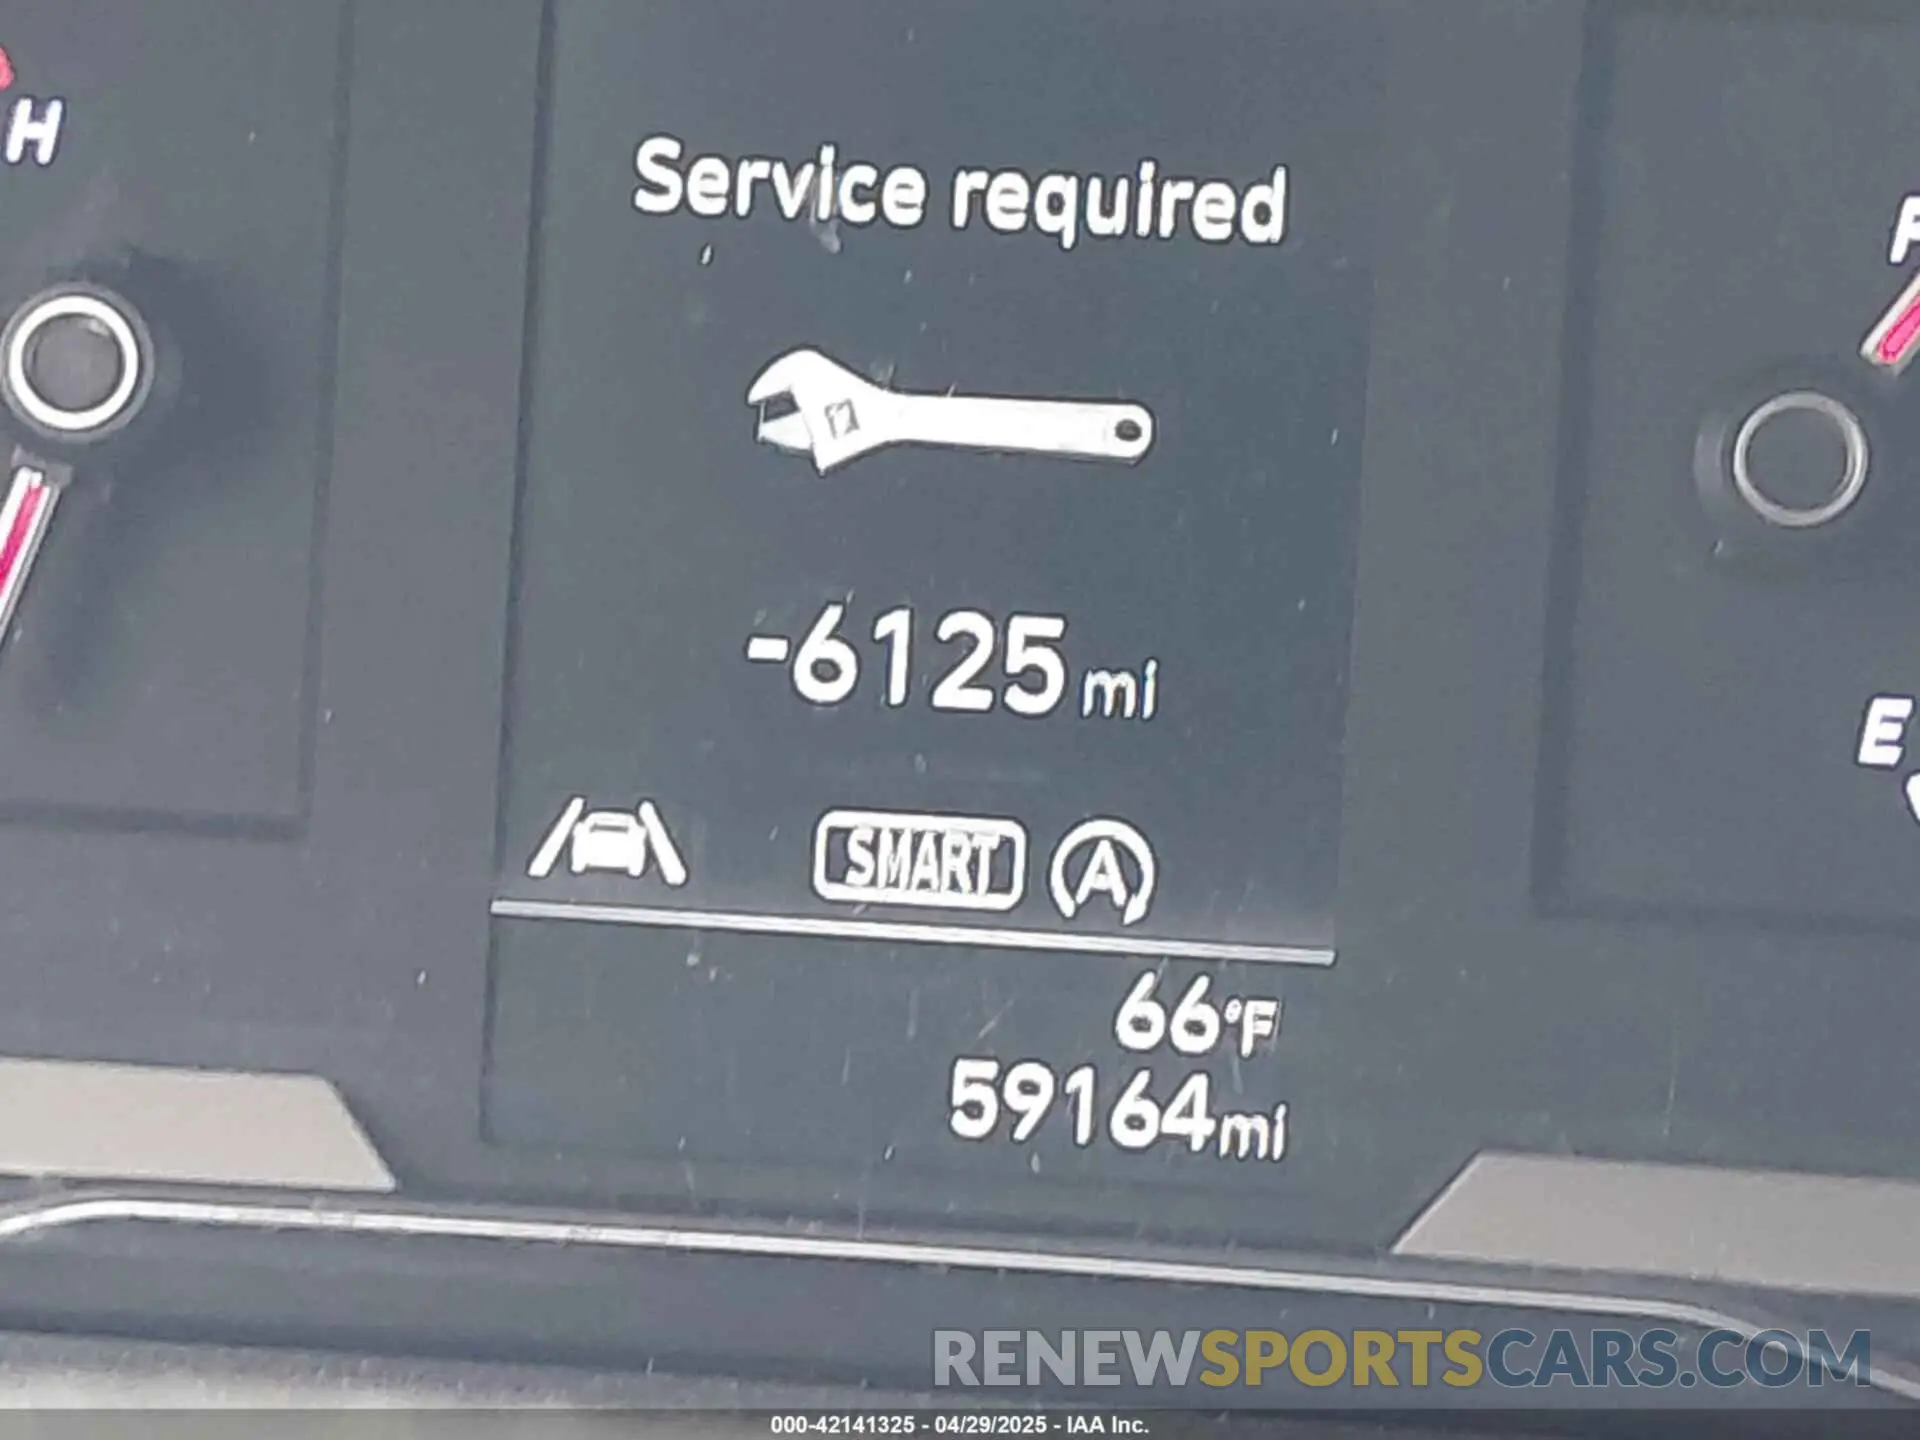 H
Service required
F
-6125 mi
E
SMART A
66°F
59164 mi
RENEWSPORTSCARS.COM
000-42141325 - 04/29/2025 - IAA Inc.